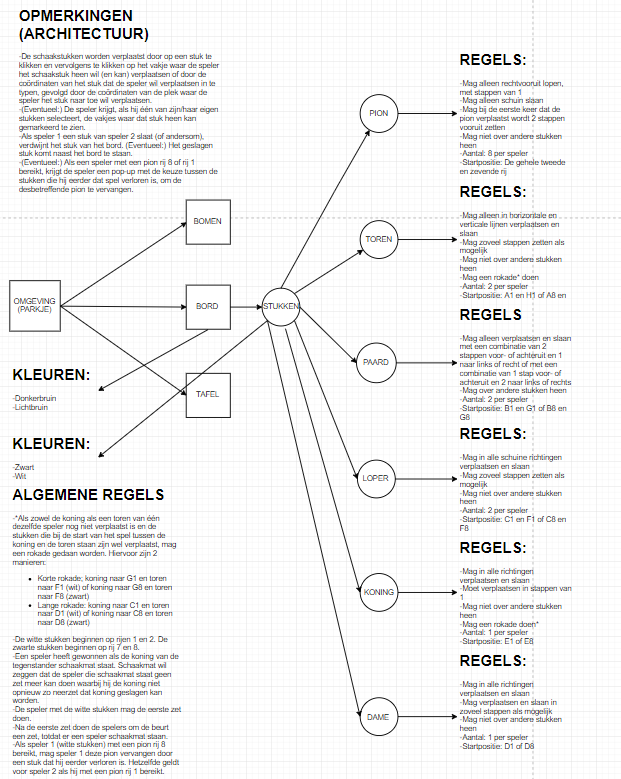 OPMERKINGEN
(ARCHITECTUUR)
-De schaakstukken worden verplaatst door op een stuk te
klikken en vervolgens te klikken op het vakje waar de speler
het schaakstuk heen wil (en kan) verplaatsen of door de
coördinaten van het stuk dat de speler wil verplaatsen in te
typen, gevolgd door de coördinaten van de plek waar de
speler het stuk naar toe wil verplaatsen.
-(Eventueel:) De speler krijgt, als hij één van zijn/haar eigen
stukken selecteert, de vakjes waar dat stuk heen kan
gemarkeerd te zien.
-Als speler 1 een stuk van speler 2 slaat (of andersom),
verdwijnt het stuk van het bord. (Eventueel:) Het geslagen
stuk komt naast het bord te staan.
-(Eventueel:) Als een speler met een pion rij 8 of rij 1
bereikt, krijgt de speler een pop-up met de keuze tussen de
stukken die hij eerder dat spel verloren is, om de
desbetreffende pion te vervangen.
OMGEVING
(PARKJE)
BOMEN
BORD
TAFEL
STUKKEN
KLEUREN:
-Donkerbruin
-Lichtbruin
KLEUREN:
-Zwart
-Wit
ALGEMENE REGELS
-*Als zowel de koning als een toren van één
dezelfde speler nog niet verplaatst is en de
stukken die bij de start van het spel tussen de
koning en de toren staan zijn wel verplaatst, mag
een rokade gedaan worden. Hiervoor zijn 2
manieren:
• Korte rokade; koning naar G1 en toren
naar F1 (wit) of koning naar G8 en toren
naar F8 (zwart)
• Lange rokade: koning naar C1 en toren
naar D1 (wit) of koning naar C8 en toren
naar D8 (zwart)
-De witte stukken beginnen op rijen 1 en 2. De
zwarte stukken beginnen op rij 7 en 8.
-Een speler heeft gewonnen als de koning van de
tegenstander schaakmat staat. Schaakmat wil
zeggen dat de speler die schaakmat staat geen
zet meer kan doen waarbij hij de koning niet
opnieuw zo neerzet dat koning geslagen kan
worden.
-De speler met de witte stukken mag de eerste zet
doen.
-Na de eerste zet doen de spelers om de beurt
een zet, totdat er een speler schaakmat staan.
-Als speler 1 (witte stukken) met een pion rij 8
bereikt, mag speler 1 deze pion vervangen door
een stuk dat hij eerder verloren is. Hetzelfde geldt
voor speler 2 als hij met een pion rij 1 bereikt.
PION
REGELS:
-Mag alleen rechtvooruit lopen,
met stappen van 1
-Mag alleen schuin slaan
-Mag bij de eerste keer dat de
pion verplaatst wordt 2 stappen
vooruit zetten
-Mag niet over andere stukken
heen
-Aantal: 8 per speler
-Startpositie: De gehele tweede
en zevende rij
TOREN
REGELS:
-Mag alleen in horizontale en
verticale lijnen verplaatsen en
slaan
-Mag zoveel stappen zetten als
mogelijk
-Mag niet over andere stukken
heen
-Mag een rokade* doen
-Aantal: 2 per speler
-Startpositie: A1 en H1 of A8 en
PAARD
REGELS
-Mag alleen verplaatsen en slaan
met een combinatie van 2
stappen voor- of achteruit en 1
naar links of recht of met een
combinatie van 1 stap voor- of
achteruit en 2 naar links of rechts
-Mag over andere stukken heen
-Aantal: 2 per speler
-Startpositie: B1 en G1 of B8 en
G8
LOPER
REGELS:
-Mag in alle schuine richtingen
verplaatsen en slaan
-Mag zoveel stappen zetten als
mogelijk
-Mag niet over andere stukken
heen
-Aantal: 2 per speler
-Startpositie: C1 en F1 of C8 en
F8
KONING
REGELS:
-Mag in alle richtingen
verplaatsen en slaan
-Moet verplaatsen in stappen van
1
-Mag niet over andere stukken
heen
-Mag een rokade doen*
-Aantal: 1 per speler
-Startpositie: E1 of E8
DAME
REGELS:
-Mag in alle richtingen
verplaatsen en slaan
-Mag verplaatsen en slaan in
zoveel stappen als mogelijk
-Mag niet over andere stukken
heen
-Aantal: 1 per speler
-Startpositie: D1 of D8